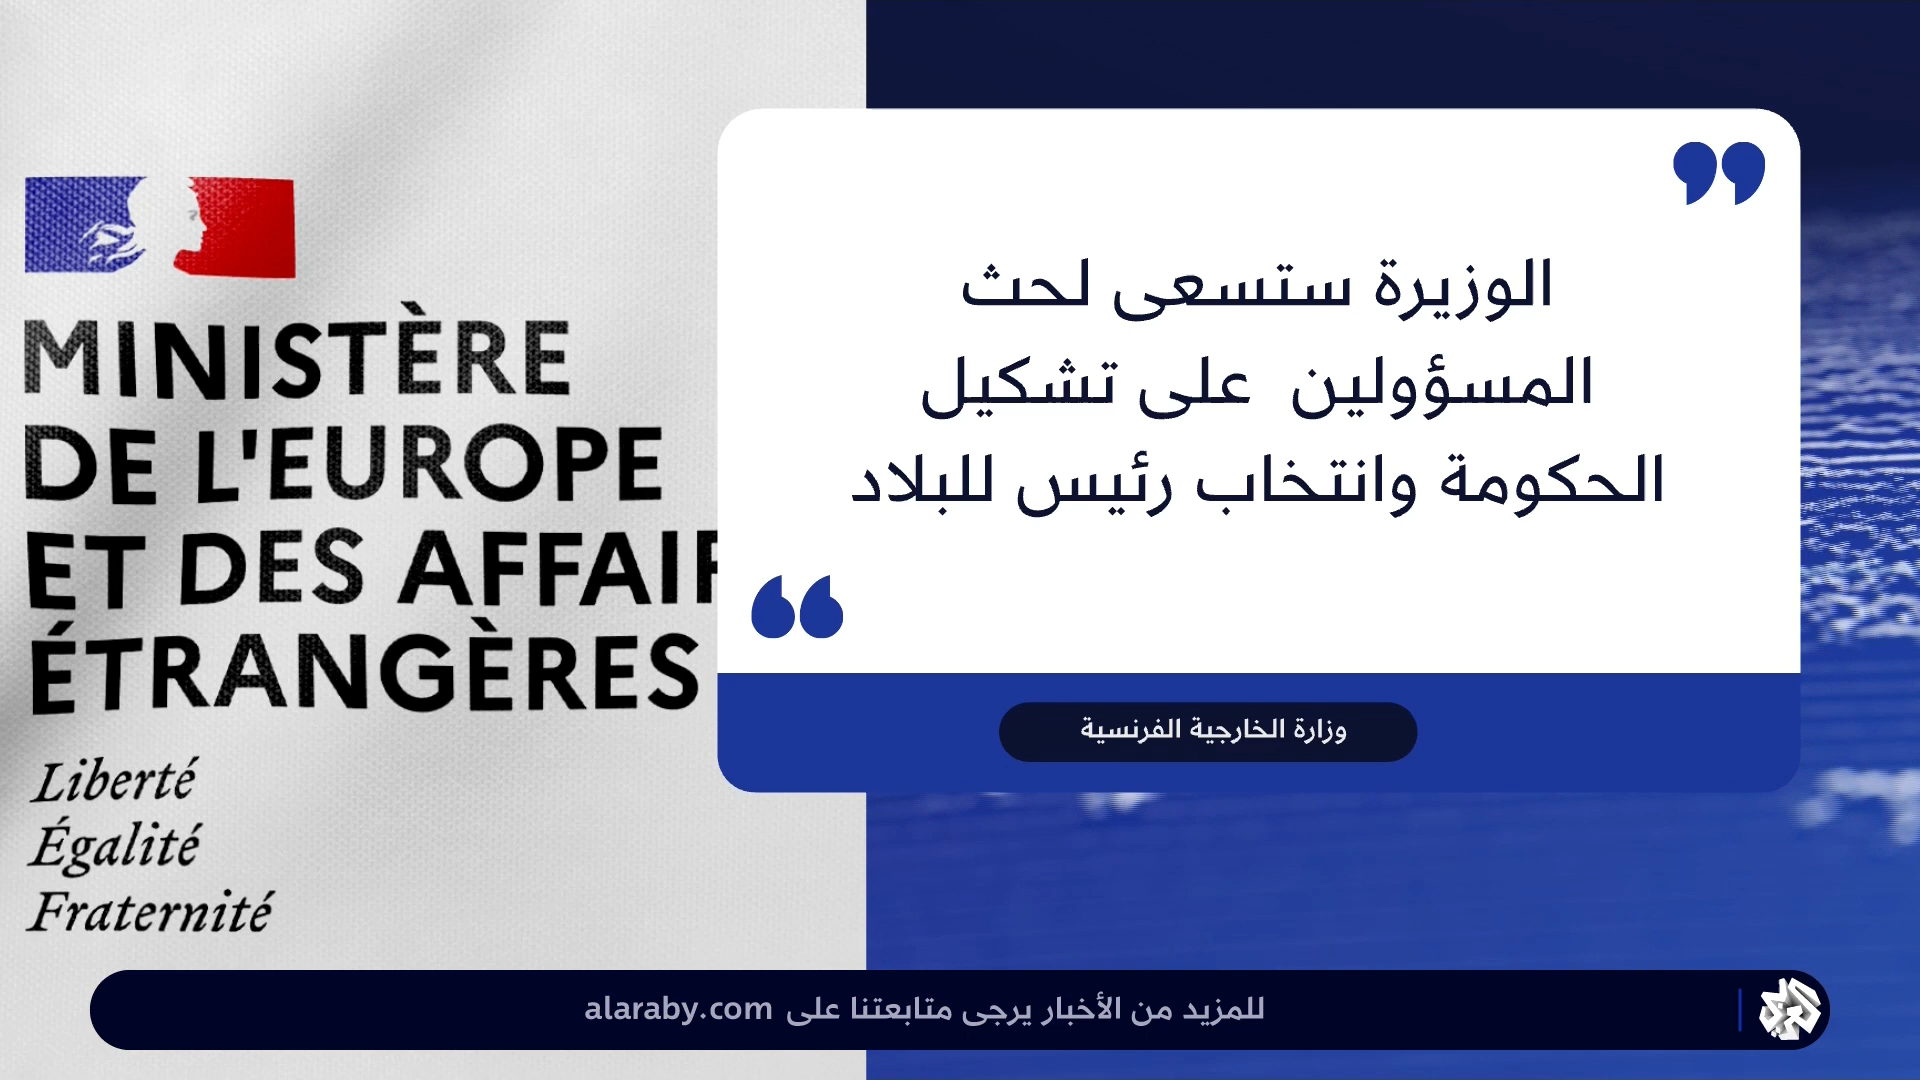 MINISTÈRE
DE L'EUROPE
ET DES
ÉTRANGÈRES
Liberté
Égalité
Fraternité
الوزيرة ستسعى لحث
المسؤولين على تشكيل
الحكومة وانتخاب رئيس للبلاد
وزارة الخارجية الفرنسية
للمزيد من الأخبار يرجى متابعتنا على alaraby.com